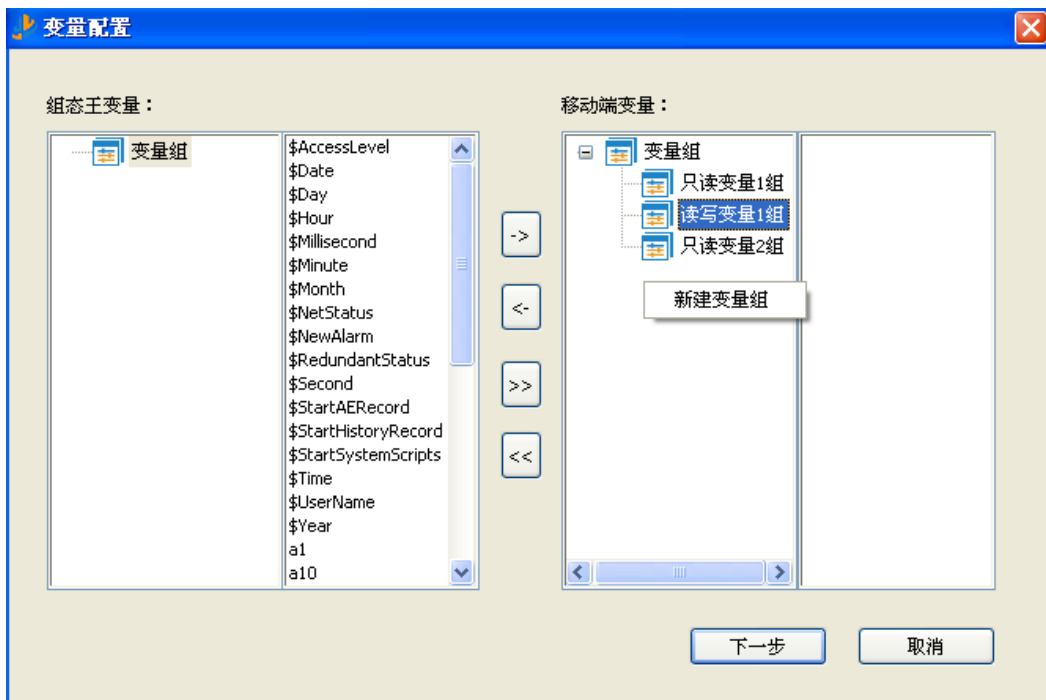 变量配置
组态王变量：
移动端变量：
变量组
$AccessLevel
$Date
$Day
$Hour
$Millisecond
$Minute
$Month
$NetStatus
$NewAlarm
$RedundantStatus
$Second
$StartAERecord
$StartHistoryRecord
$StartSystemScripts
$Time
$UserName
$Year
a1
a10
->
<-
>>
<<
变量组
只读变量1组
读写变量1组
只读变量2组
新建变量组
下一步
取消